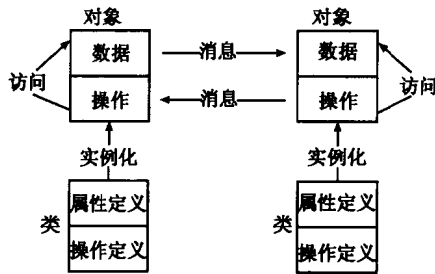 对象 对象
数据 消息 数据
访问 访问
操作 消息 操作
实例化 实例化
属性定义 属性定义
类 类
操作定义 操作定义